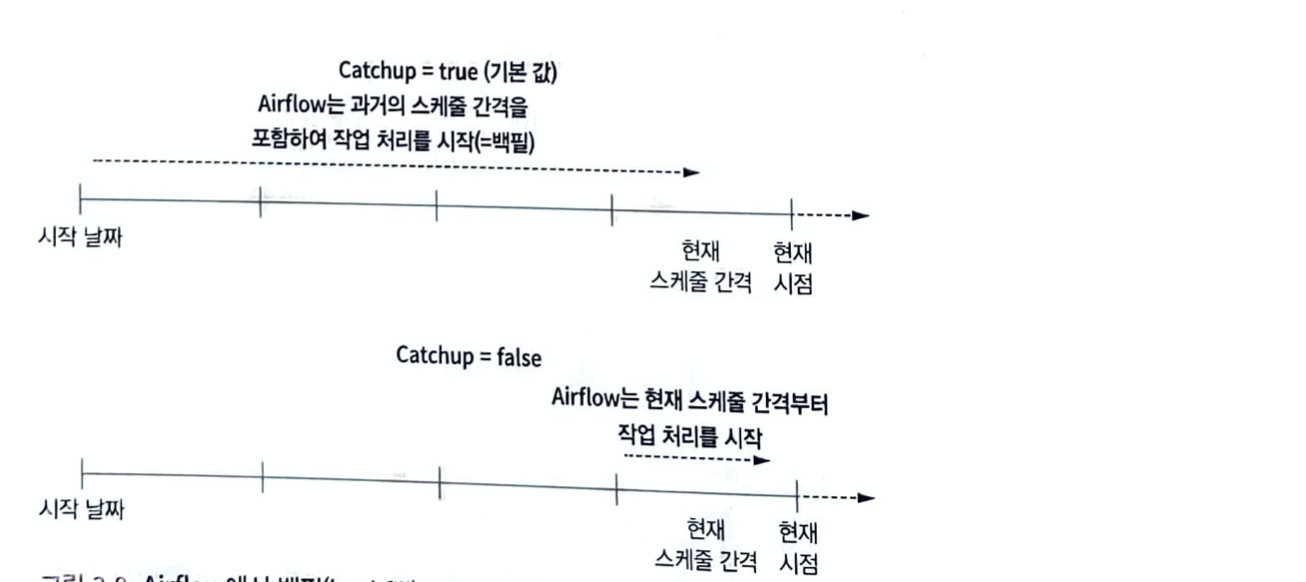 Catchup = true (기본 값)
Airflow는 과거의 스케줄 간격을
포함하여 작업 처리를 시작(=백필)
시작 날짜
현재
스케줄 간격
현재
시점
Catchup = false
Airflow는 현재 스케줄 간격부터
작업 처리를 시작
시작 날짜
현재
스케줄 간격
현재
시점